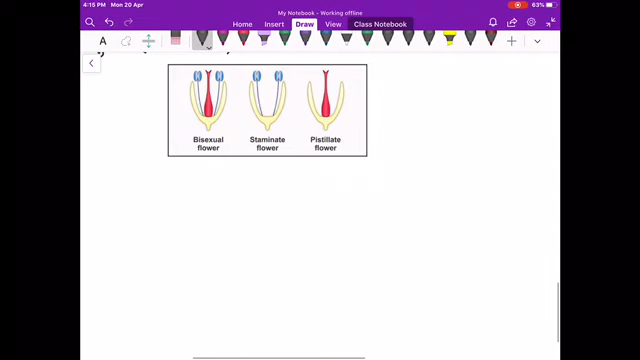 4:15 PM Mon 20 Apr
63%
My Notebook - Working offline
Home Insert Draw View Class Notebook
A
Bisexual flower
Staminate flower
Pistillate flower